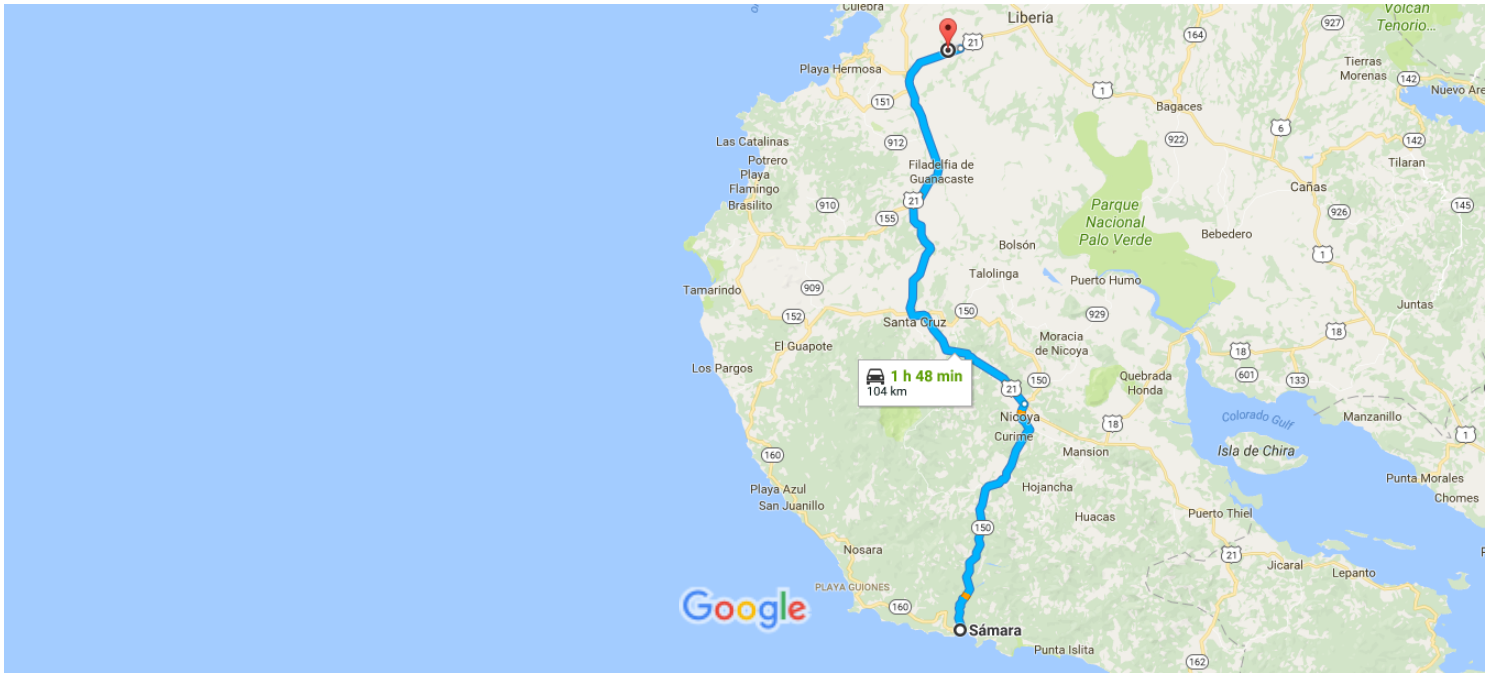 Culebra
Liberia
Volcán
Tenorio...
927
21
164
Playa Hermosa
Tierras
Morenas
142
Nuevo Are
1
151
Bagaces
6
Las Catalinas
912
922
142
Potrero
Playa
Flamingo
Brasilito
Filadelfia de
Guanacaste
Tilaran
Cañas
910
21
155
Parque
Nacional
Palo Verde
926
145
Bebedero
Bolsón
1
Talolinga
Puerto Humo
Tamarindo
909
Juntas
152
Santa Cruz
150
929
18
El Guapote
Moracia
de Nicoya
18
Los Pargos
1 h 48 min
104 km
21
150
Quebrada
Honda
601
133
Nicoya
18
Colorado Gulf
Manzanillo
1
Curime
Mansion
Isla de Chira
160
Punta Morales
Playa Azul
San Juanillo
Hojancha
Chomes
Huacas
Puerto Thiel
150
Nosara
21
Jicaral
Lepanto
PLAYA GUIONES
Google
160
Sámara
Punta Islita
162